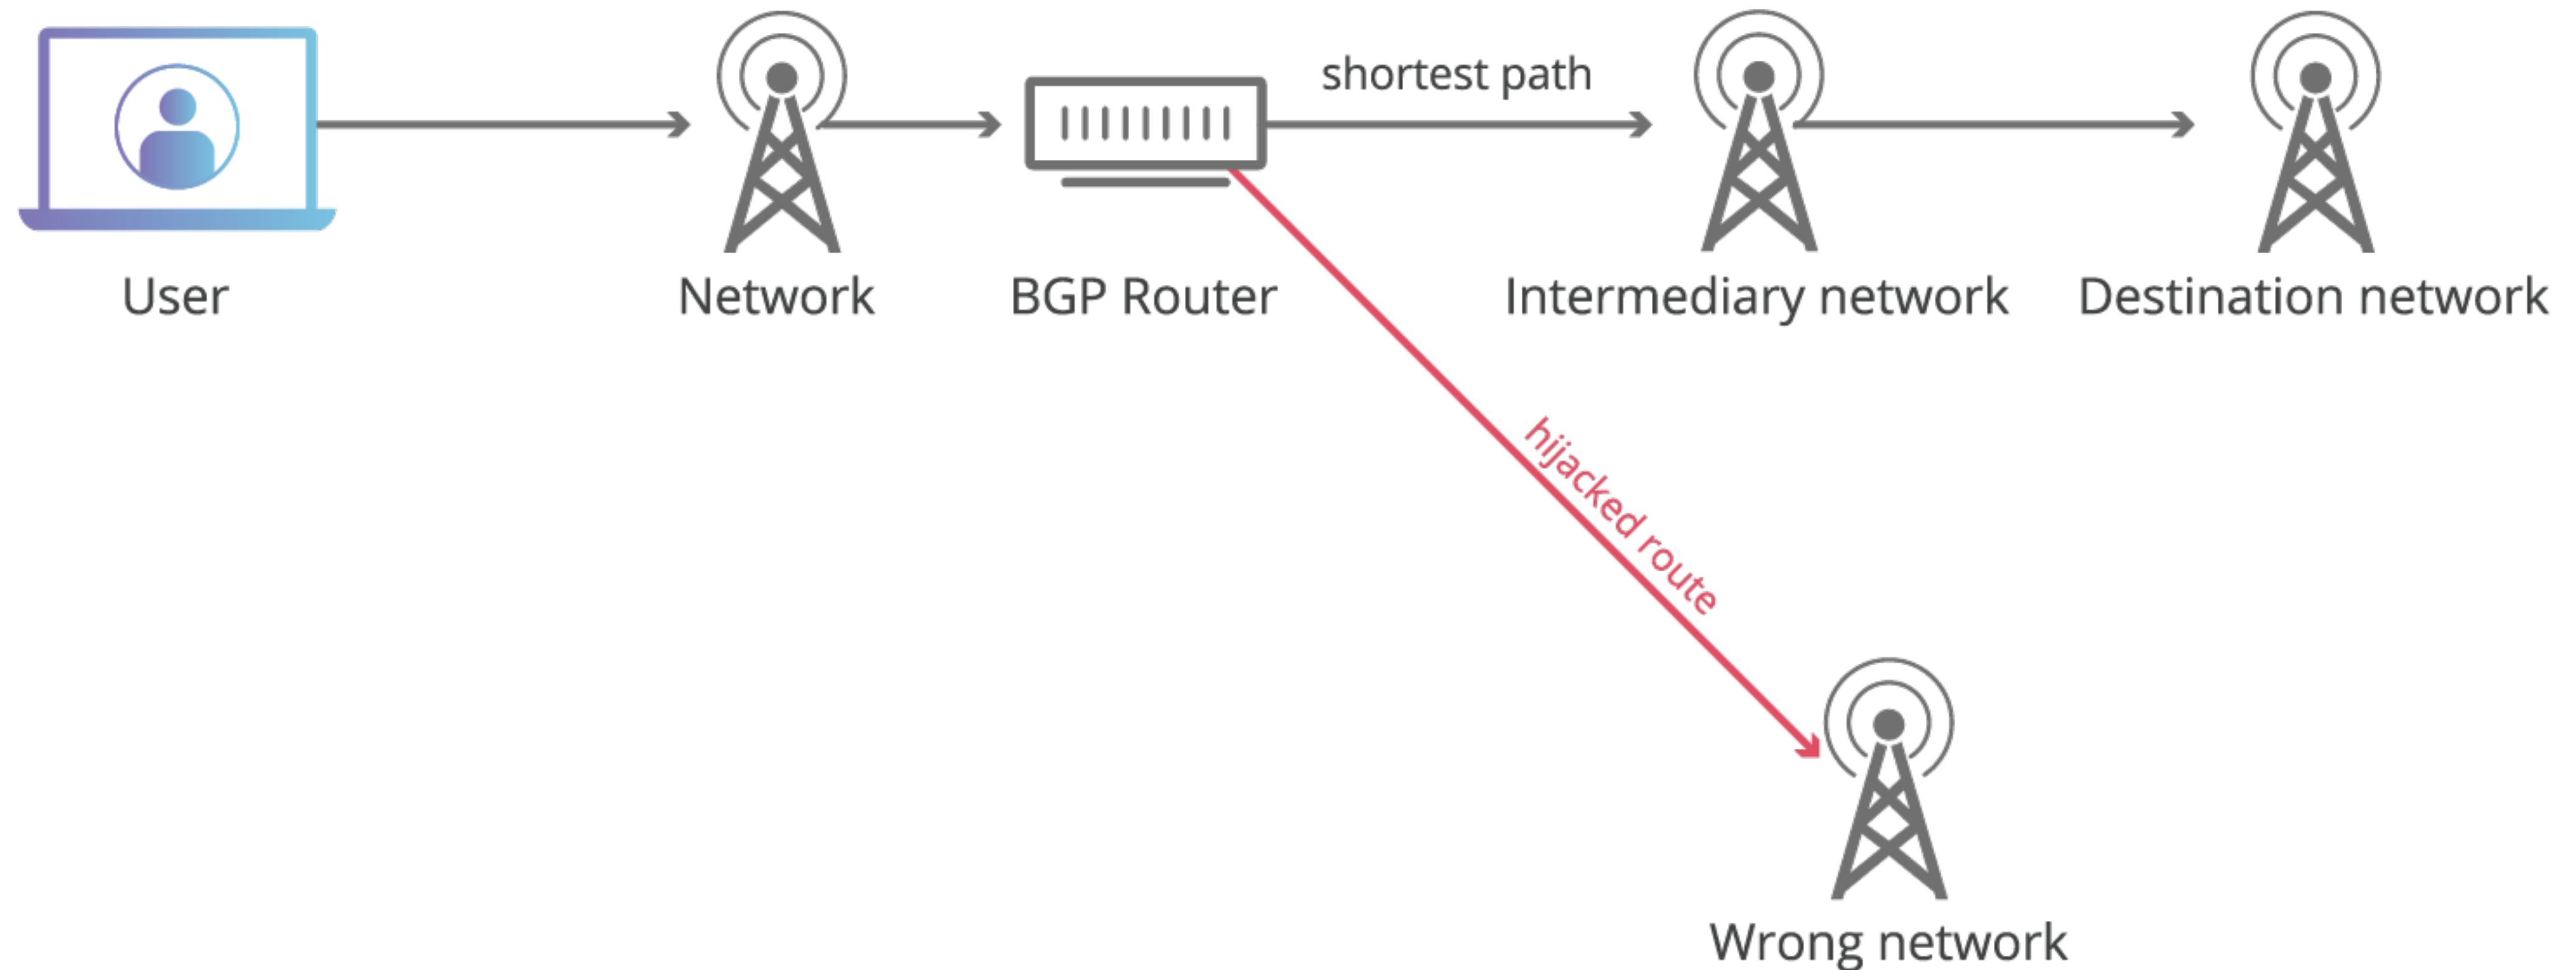 shortest path
User
Network
BGP Router
Intermediary network
Destination network
hijacked route
Wrong network